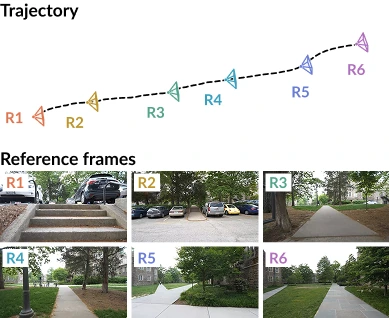 Trajectory
R6
R5
R4
R3
R2
R1
Reference frames
R1 R2 R3
R4 R5 R6